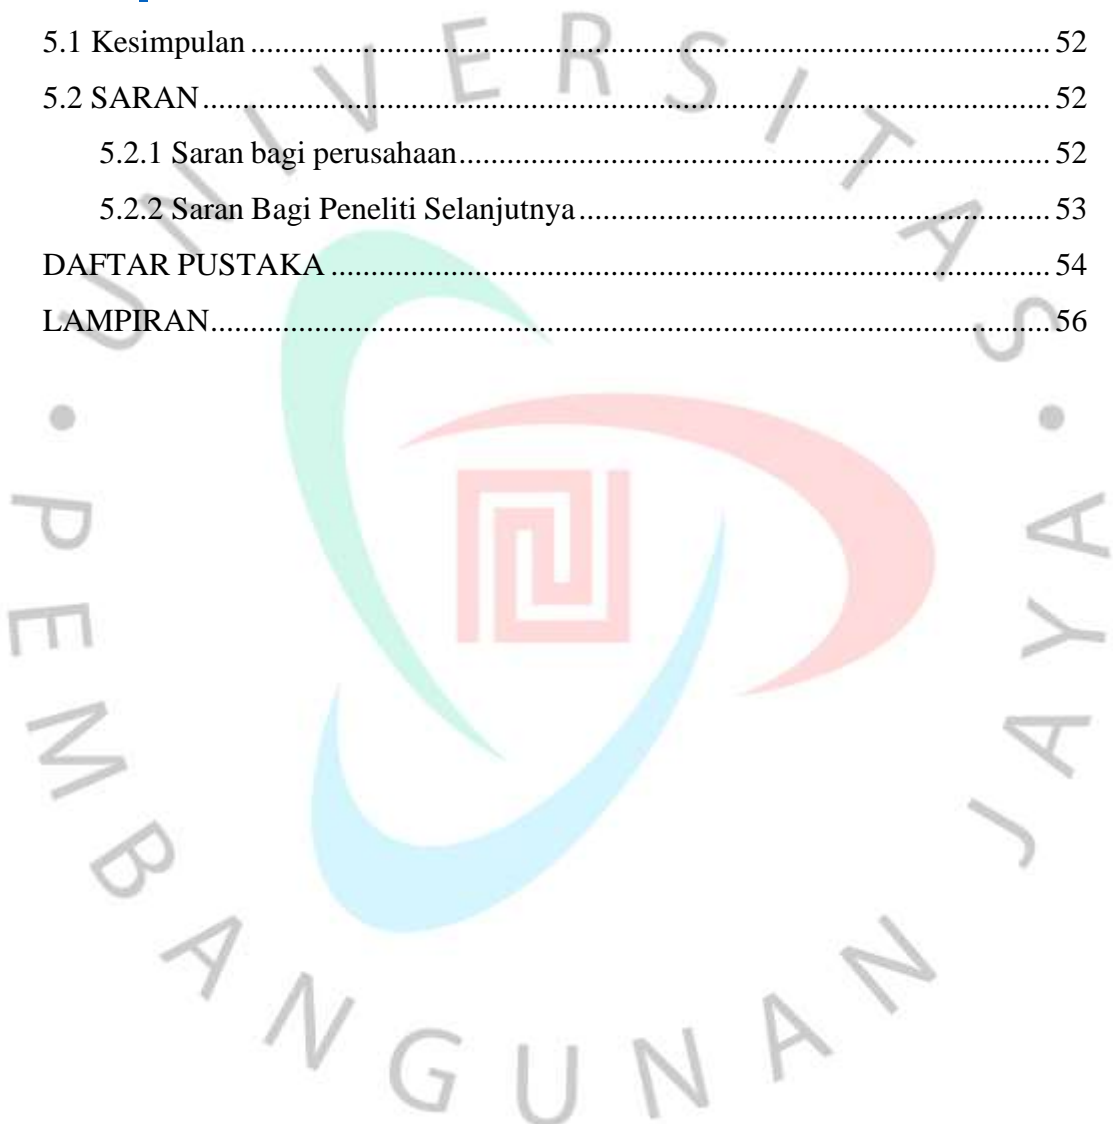 5.1 Kesimpulan .......... 52
5.2 SARAN .......... 52
5.2.1 Saran bagi perusahaan .......... 52
5.2.2 Saran Bagi Peneliti Selanjutnya .......... 53
DAFTAR PUSTAKA .......... 54
LAMPIRAN .......... 56
UNIVERSITAS
• PEMBANGUNAN JAYA •